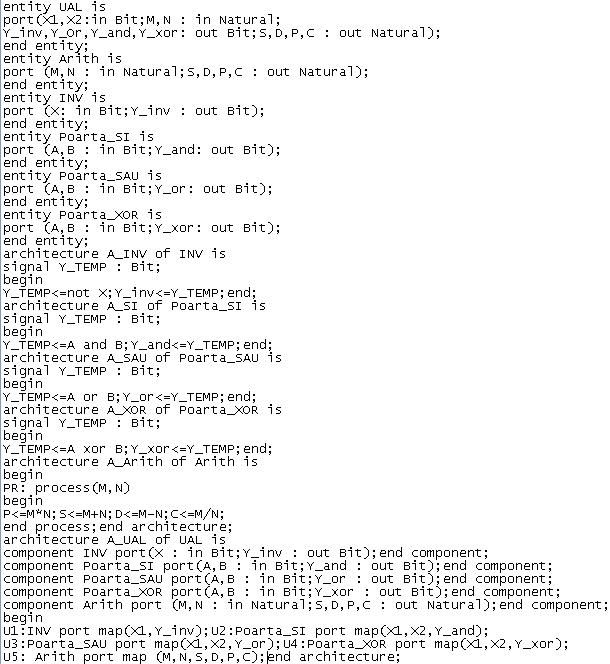 entity UAL is
port(X1,X2:in Bit;M,N : in Natural;
Y_inv,Y_or,Y_and,Y_xor: out Bit;S,D,P,C : out Natural);
end entity;
entity Arith is
port (M,N : in Natural;S,D,P,C : out Natural);
end entity;
entity INV is
port (X: in Bit;Y_inv : out Bit);
end entity;
entity Poarta_SI is
port (A,B : in Bit;Y_and: out Bit);
end entity;
entity Poarta_SAU is
port (A,B : in Bit;Y_or: out Bit);
end entity;
entity Poarta_XOR is
port (A,B : in Bit;Y_xor: out Bit);
end entity;
architecture A_INV of INV is
signal Y_TEMP : Bit;
begin
Y_TEMP<=not X;Y_inv<=Y_TEMP;end;
architecture A_SI of Poarta_SI is
signal Y_TEMP : Bit;
begin
Y_TEMP<=A and B;Y_and<=Y_TEMP;end;
architecture A_SAU of Poarta_SAU is
signal Y_TEMP : Bit;
begin
Y_TEMP<=A or B;Y_or<=Y_TEMP;end;
architecture A_XOR of Poarta_XOR is
signal Y_TEMP : Bit;
begin
Y_TEMP<=A xor B;Y_xor<=Y_TEMP;end;
architecture A_Arith of Arith is
begin
PR: process(M,N)
begin
P<=M*N;S<=M+N;D<=M-N;C<=M/N;
end process;end architecture;
architecture A_UAL of UAL is
component INV port(X : in Bit;Y_inv : out Bit);end component;
component Poarta_SI port(A,B : in Bit;Y_and : out Bit);end component;
component Poarta_SAU port(A,B : in Bit;Y_or : out Bit);end component;
component Poarta_XOR port(A,B : in Bit;Y_xor : out Bit);end component;
component Arith port (M,N : in Natural;S,D,P,C : out Natural);end component;
begin
U1:INV port map(X1,Y_inv);U2:Poarta_SI port map(X1,X2,Y_and);
U3:Poarta_SAU port map(X1,X2,Y_or);U4:Poarta_XOR port map(X1,X2,Y_xor);
U5: Arith port map (M,N,S,D,P,C);end architecture;